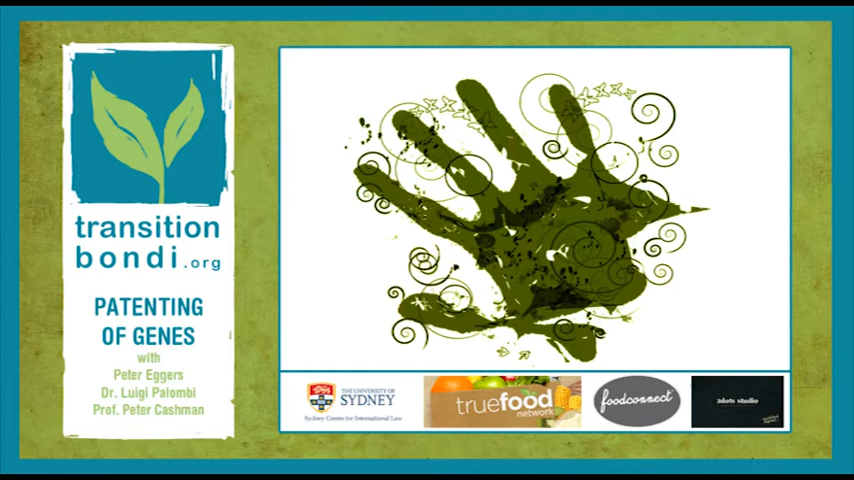 transition
bondi.org
PATENTING
OF GENES
with
Peter Eggers
Dr. Luigi Palombi
Prof. Peter Cashman
THE UNIVERSITY OF
SYDNEY
Sydney Centre for International Law
truefood
network
foodconnect
3dots studio